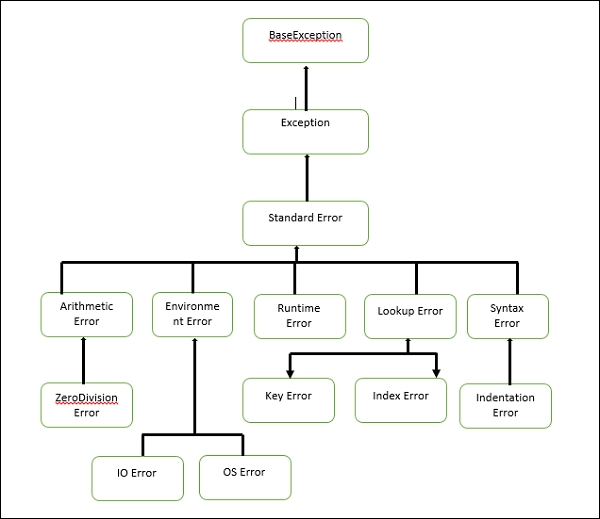 BaseException
Exception
Standard Error
Arithmetic
Error
Environme
nt Error
Runtime
Error
Lookup Error
Syntax
Error
ZeroDivision
Error
Key Error
Index Error
Indentation
Error
IO Error
OS Error